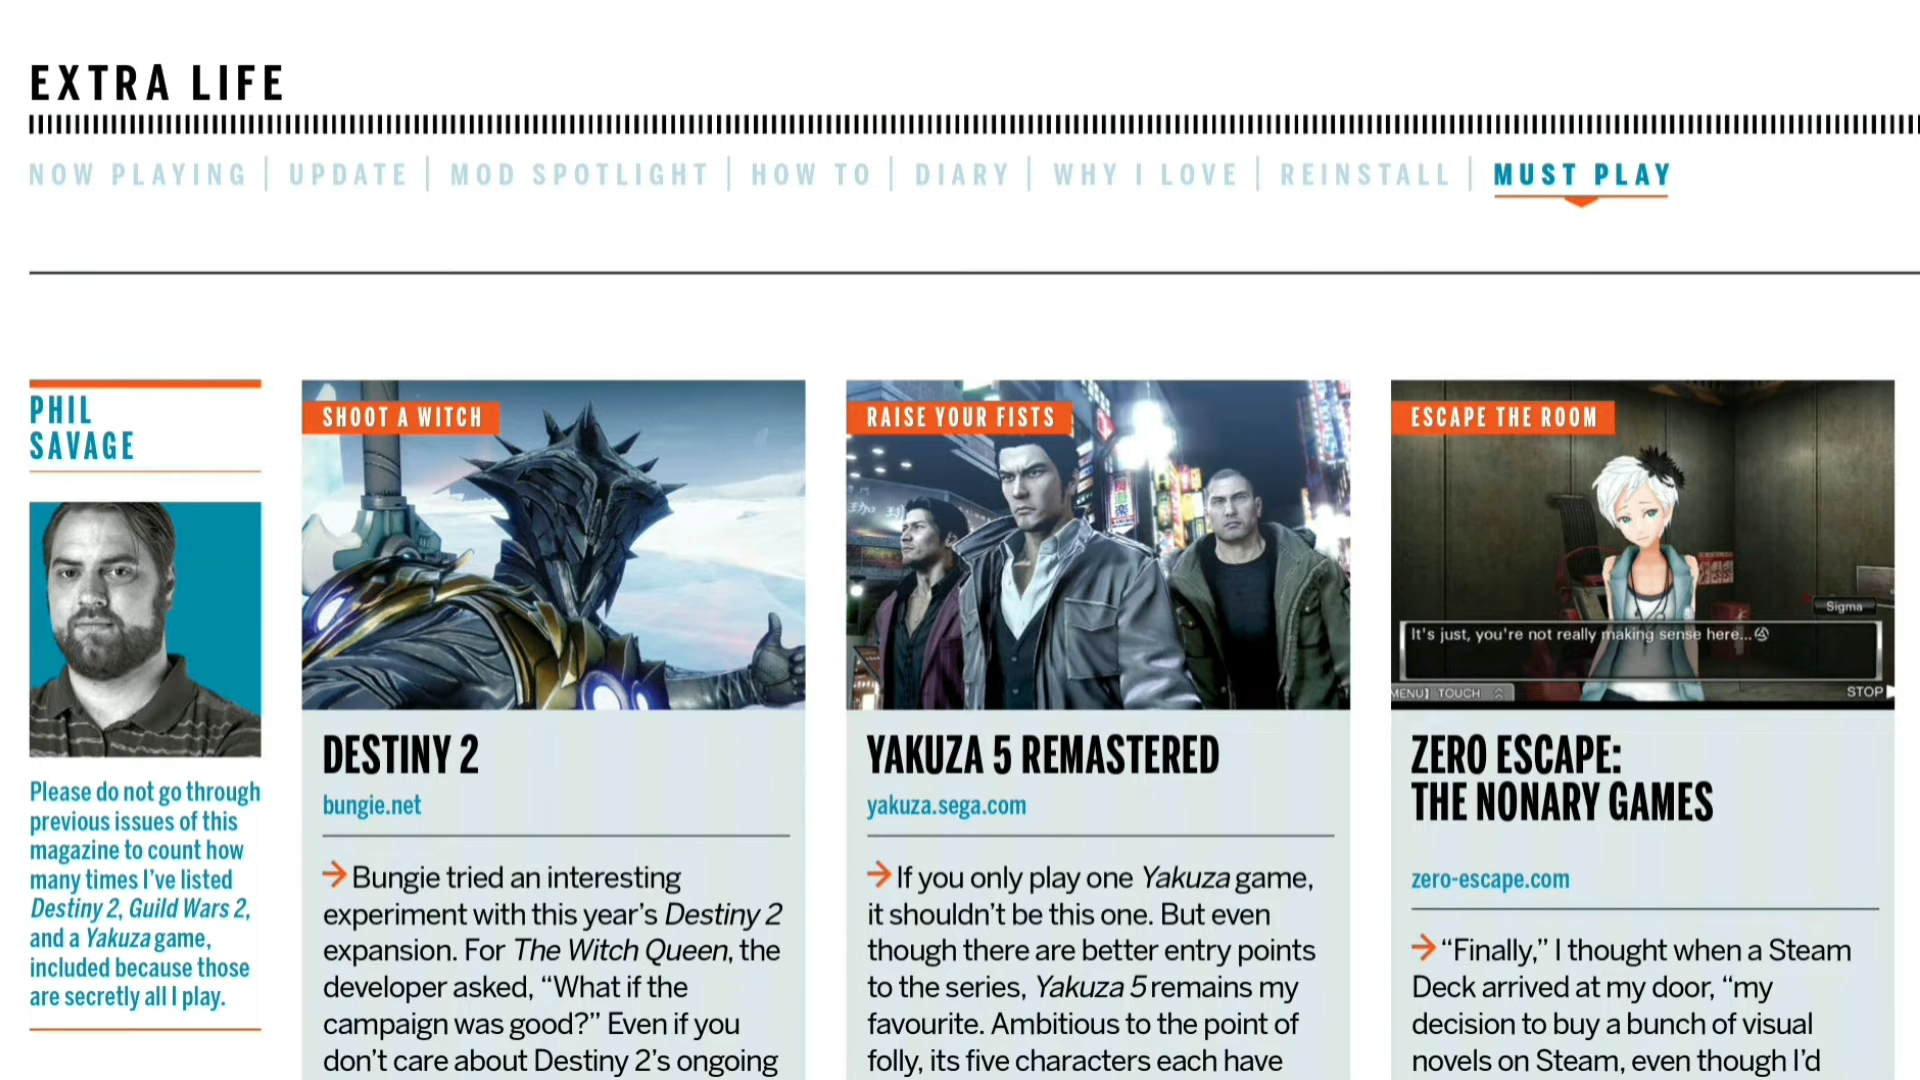 EXTRA LIFE
NOW PLAYING | UPDATE | MOD SPOTLIGHT | HOW TO | DIARY | WHY I LOVE | REINSTALL | MUST PLAY
PHIL
SAVAGE
Please do not go through
previous issues of this
magazine to count how
many times I’ve listed
Destiny 2, Guild Wars 2,
and a Yakuza game,
included because those
are secretly all I play.
SHOOT A WITCH
DESTINY 2
bungie.net
→ Bungie tried an interesting
experiment with this year’s Destiny 2
expansion. For The Witch Queen, the
developer asked, “What if the
campaign was good?” Even if you
don’t care about Destiny 2’s ongoing
RAISE YOUR FISTS
YAKUZA 5 REMASTERED
yakuza.sega.com
→ If you only play one Yakuza game,
it shouldn’t be this one. But even
though there are better entry points
to the series, Yakuza 5 remains my
favourite. Ambitious to the point of
folly, its five characters each have
ESCAPE THE ROOM
Sigma
It's just, you're not really making sense here...
MENU] TOUCH
STOP
ZERO ESCAPE:
THE NONARY GAMES
zero-escape.com
→ “Finally,” I thought when a Steam
Deck arrived at my door, “my
decision to buy a bunch of visual
novels on Steam, even though I’d